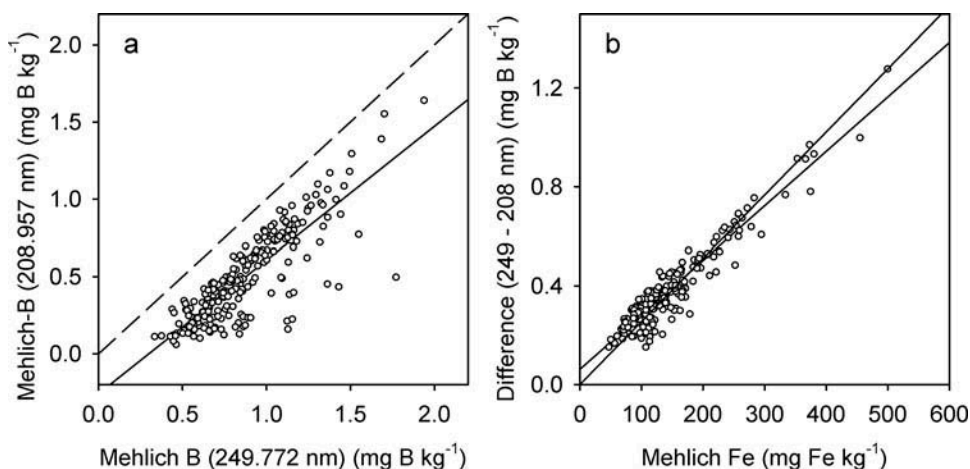 a
2.0
1.5
1.0
0.5
0.0
Mehlich-B (208.957 nm) (mg B kg⁻¹)
0.0 0.5 1.0 1.5 2.0
Mehlich B (249.772 nm) (mg B kg⁻¹)
b
1.2
0.8
0.4
0.0
Difference (249 - 208 nm) (mg B kg⁻¹)
0 100 200 300 400 500 600
Mehlich Fe (mg Fe kg⁻¹)